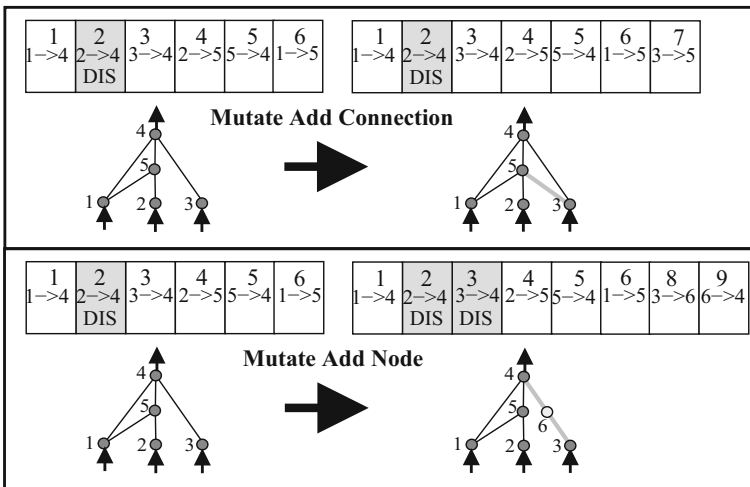 1 2 3 4 5 6 1 2 3 4 5 6 7
1->4 2->4 3->4 2->5 5->4 1->5 1->4 2->4 3->4 2->5 5->4 1->5 3->5
DIS DIS
Mutate Add Connection
4 4
5 5
1 2 3 1 2 3
1 2 3 4 5 6 1 2 3 4 5 6 8 9
1->4 2->4 3->4 2->5 5->4 1->5 1->4 2->4 3->4 2->5 5->4 1->5 3->6 6->4
DIS DIS DIS
Mutate Add Node
4 4
5 5
6
1 2 3 1 2 3